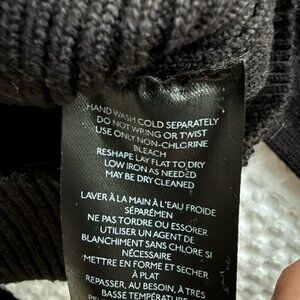 HAND WASH COLD SEPARATELY
DO NOT WRING OR TWIST
USE ONLY NON-CHLORINE
BLEACH
RESHAPE LAY FLAT TO DRY
LOW IRON AS NEEDED
MAY BE DRY CLEANED
LAVER À LA MAIN À L'EAU FROIDE
SÉPARÉMEN
NE PAS TORDRE OU ESSORER
UTILISER UN AGENT DE
BLANCHIMENT SANS CHLORE SI
NÉCESSAIRE
METTRE EN FORME ET SECHER
À PLAT
REPASSER, AU BESOIN, À TRÈS
BASSE TEMPÉRATURE